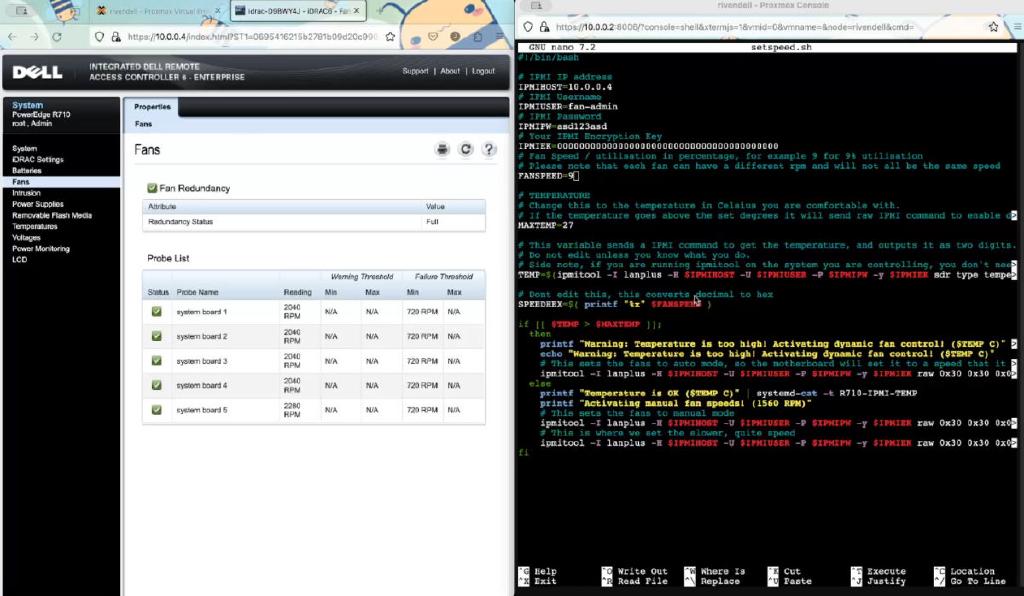 rivendell - Proxmox Virtual Env
idrac-D9BWY4J - iDRAC6 - Fan
https://10.0.0.4/index.html?ST1=
DELL
INTEGRATED DELL REMOTE
ACCESS CONTROLLER 6 - ENTERPRISE
Support | About | Logout
System
PowerEdge R710
root , Admin
Properties
Fans
System
iDRAC Settings
Batteries
Fans
Intrusion
Power Supplies
Removable Flash Media
Temperatures
Voltages
Power Monitoring
LCD
Fans
Fan Redundancy
Attribute Value
Redundancy Status Full
Probe List
Warning Threshold Failure Threshold
Status Probe Name Reading Min Max Min Max
system board 1 2040 RPM N/A N/A 720 RPM N/A
system board 2 2040 RPM N/A N/A 720 RPM N/A
system board 3 2040 RPM N/A N/A 720 RPM N/A
system board 4 2040 RPM N/A N/A 720 RPM N/A
system board 5 2280 RPM N/A N/A 720 RPM N/A
rivendell - Proxmox Console
https://10.0.0.2:8006/?console=shell&xtermjs=1&vmid=0&vmname=&node=rivendell&cmd=
GNU nano 7.2 setspeed.sh
#!/bin/bash
# IPMI IP address
IPMIHOST=10.0.0.4
# IPMI Username
IPMIUSER=fan-admin
# IPMI Password
IPMIPW=asd123asd
# Your IPMI Encryption Key
# Fan Speed / utilisation in percentage, for example 9 for 9% utilisation
# Please note that each fan can have a different rpm and will not all be the same speed
FANSPEED=9
# TEMPERATURE
# Change this to the temperature in Celsius you are comfortable with.
# If the temperature goes above the set degrees it will send raw IPMI command to enable d>
MAXTEMP=27
# This variable sends a IPMI command to get the temperature, and outputs it as two digits.
# Do not edit unless you know what you do.
# Side note, if you are running ipmitool on the system you are controlling, you don't nee>
TEMP=$(ipmitool -I lanplus -H $IPMIHOST -U $IPMIUSER -P $IPMIPW -y $IPMIEK sdr type tempe>
# Dont edit this, this converts decimal to hex
SPEEDHEX=$( printf "%x" $FANSPEED )
if [[ $TEMP > $MAXTEMP ]];
then
printf "Warning: Temperature is too high! Activating dynamic fan control! ($TEMP C)" >
echo "Warning: Temperature is too high! Activating dynamic fan control! ($TEMP C)"
# This sets the fans to auto mode, so the motherboard will set it to a speed that it >
ipmitool -I lanplus -H $IPMIHOST -U $IPMIUSER -P $IPMIPW -y $IPMIEK raw 0x30 0x30 0x0>
else
printf "Temperature is OK ($TEMP C)" | systemd-cat -t R710-IPMI-TEMP
printf "Activating manual fan speeds! (1560 RPM)"
# This sets the fans to manual mode
ipmitool -I lanplus -H $IPMIHOST -U $IPMIUSER -P $IPMIPW -y $IPMIEK raw 0x30 0x30 0x0>
# This is where we set the slower, quite speed
ipmitool -I lanplus -H $IPMIHOST -U $IPMIUSER -P $IPMIPW -y $IPMIEK raw 0x30 0x30 0x0>
fi
^G Help ^O Write Out ^W Where Is ^K Cut ^T Execute ^C Location
^X Exit ^R Read File ^\ Replace ^U Paste ^J Justify ^/ Go To Line